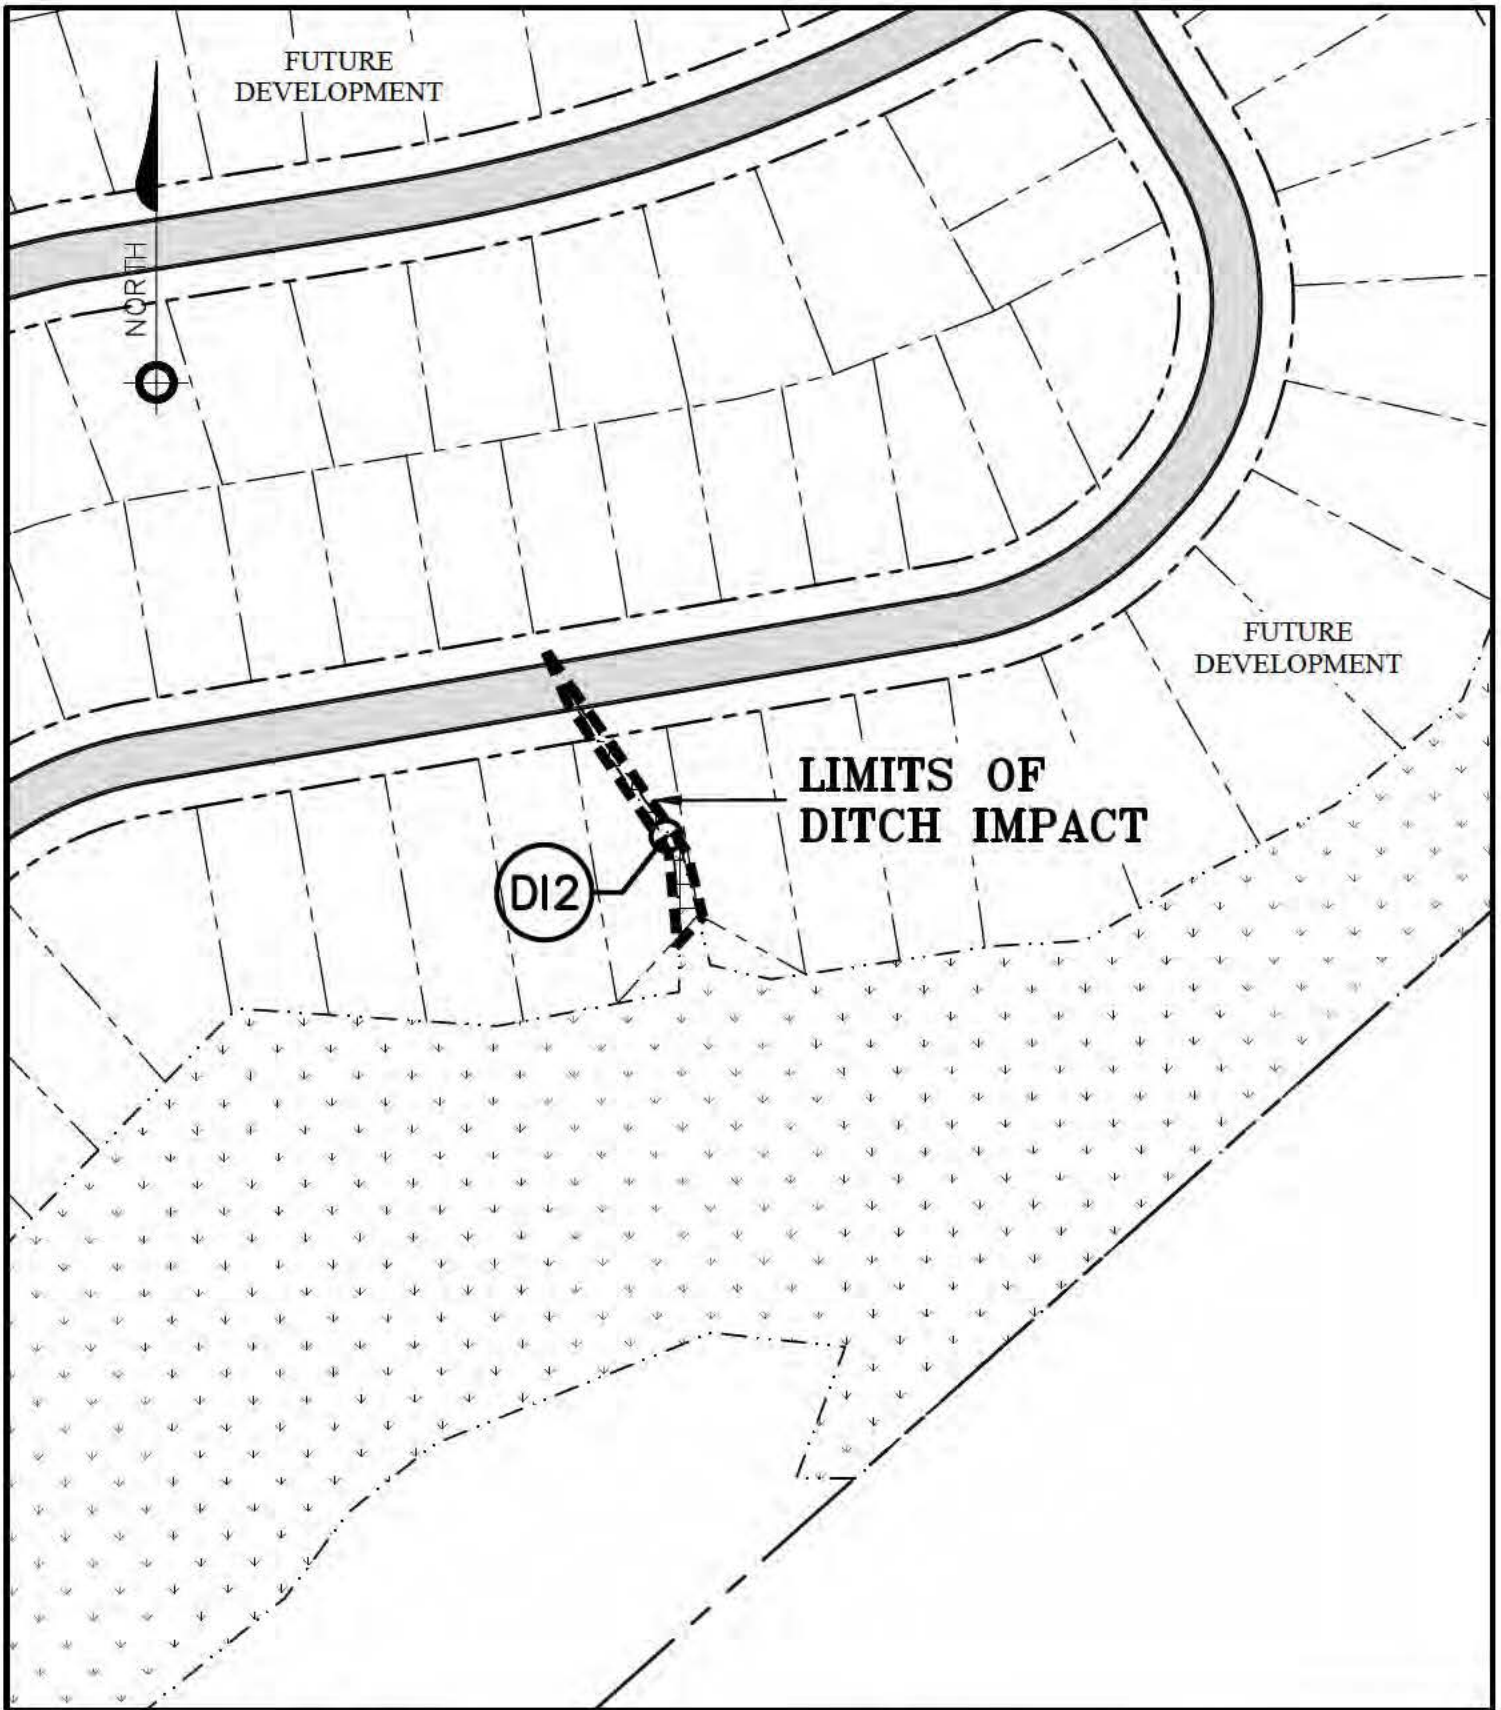 FUTURE
DEVELOPMENT
NORTH
FUTURE
DEVELOPMENT
LIMITS OF
DITCH IMPACT
DI2